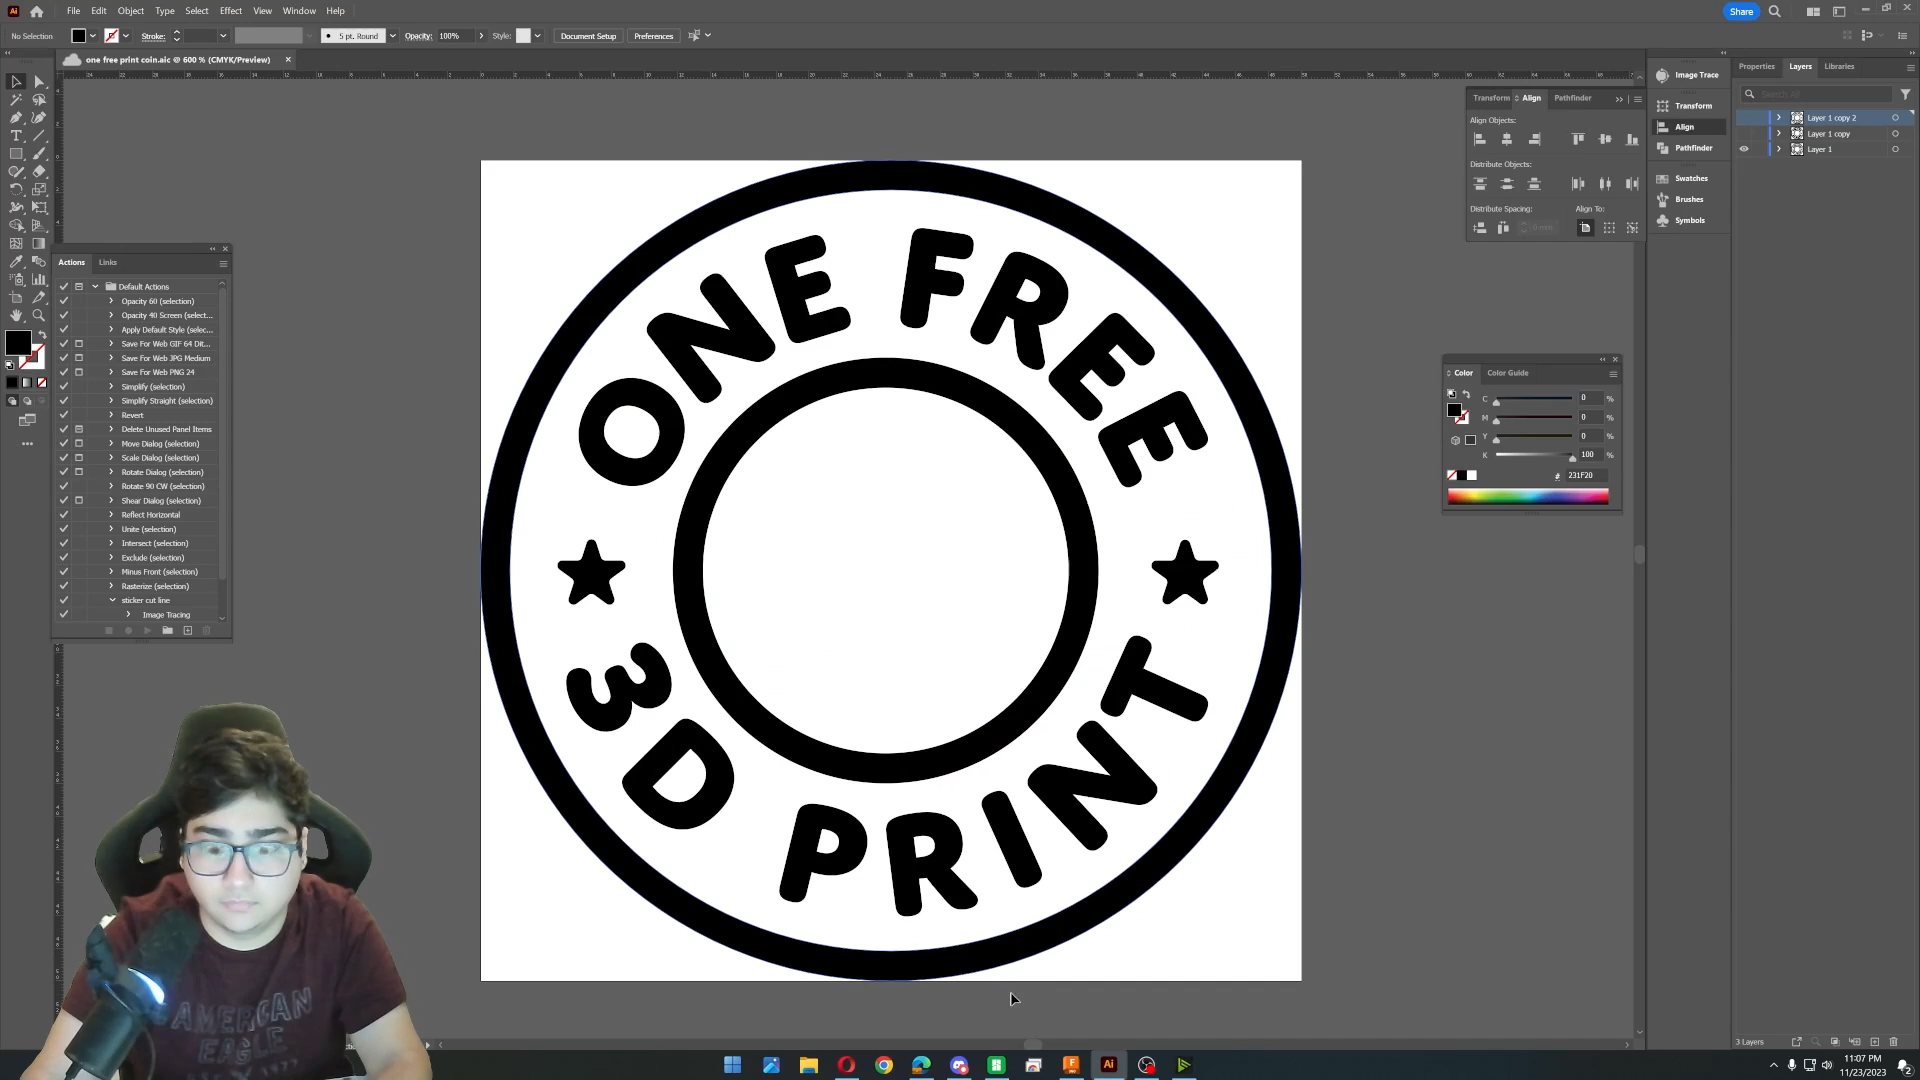 File Edit Object Type Select Effect View Window Help
Share
No Selection
Stroke:
5 pt. Round
Opacity: 100%
Style:
Document Setup
Preferences
one free print coin.aic @ 600 % (CMYK/Preview)
Actions Links
Default Actions
Opacity 60 (selection)
Opacity 40 Screen (select...
Apply Default Style (selec...
Save For Web GIF 64 Dit...
Save For Web JPG Medium
Save For Web PNG 24
Simplify (selection)
Simplify Straight (selection)
Revert
Delete Unused Panel Items
Move Dialog (selection)
Scale Dialog (selection)
Rotate Dialog (selection)
Rotate 90 CW (selection)
Shear Dialog (selection)
Reflect Horizontal
Unite (selection)
Intersect (selection)
Exclude (selection)
Minus Front (selection)
Rasterize (selection)
sticker cut line
Image Tracing
ONE FREE
3D PRINT
AMERICAN
EAGLE
Transform Align Pathfinder
Align Objects:
Distribute Objects:
Distribute Spacing:
Align To:
Color Color Guide
C 0 %
M 0 %
Y 0 %
K 100 %
# 231F20
Image Trace
Transform
Align
Pathfinder
Swatches
Brushes
Symbols
Properties Layers Libraries
Search All
Layer 1 copy 2
Layer 1 copy
Layer 1
3 Layers
Ai
11:07 PM
11/23/2023